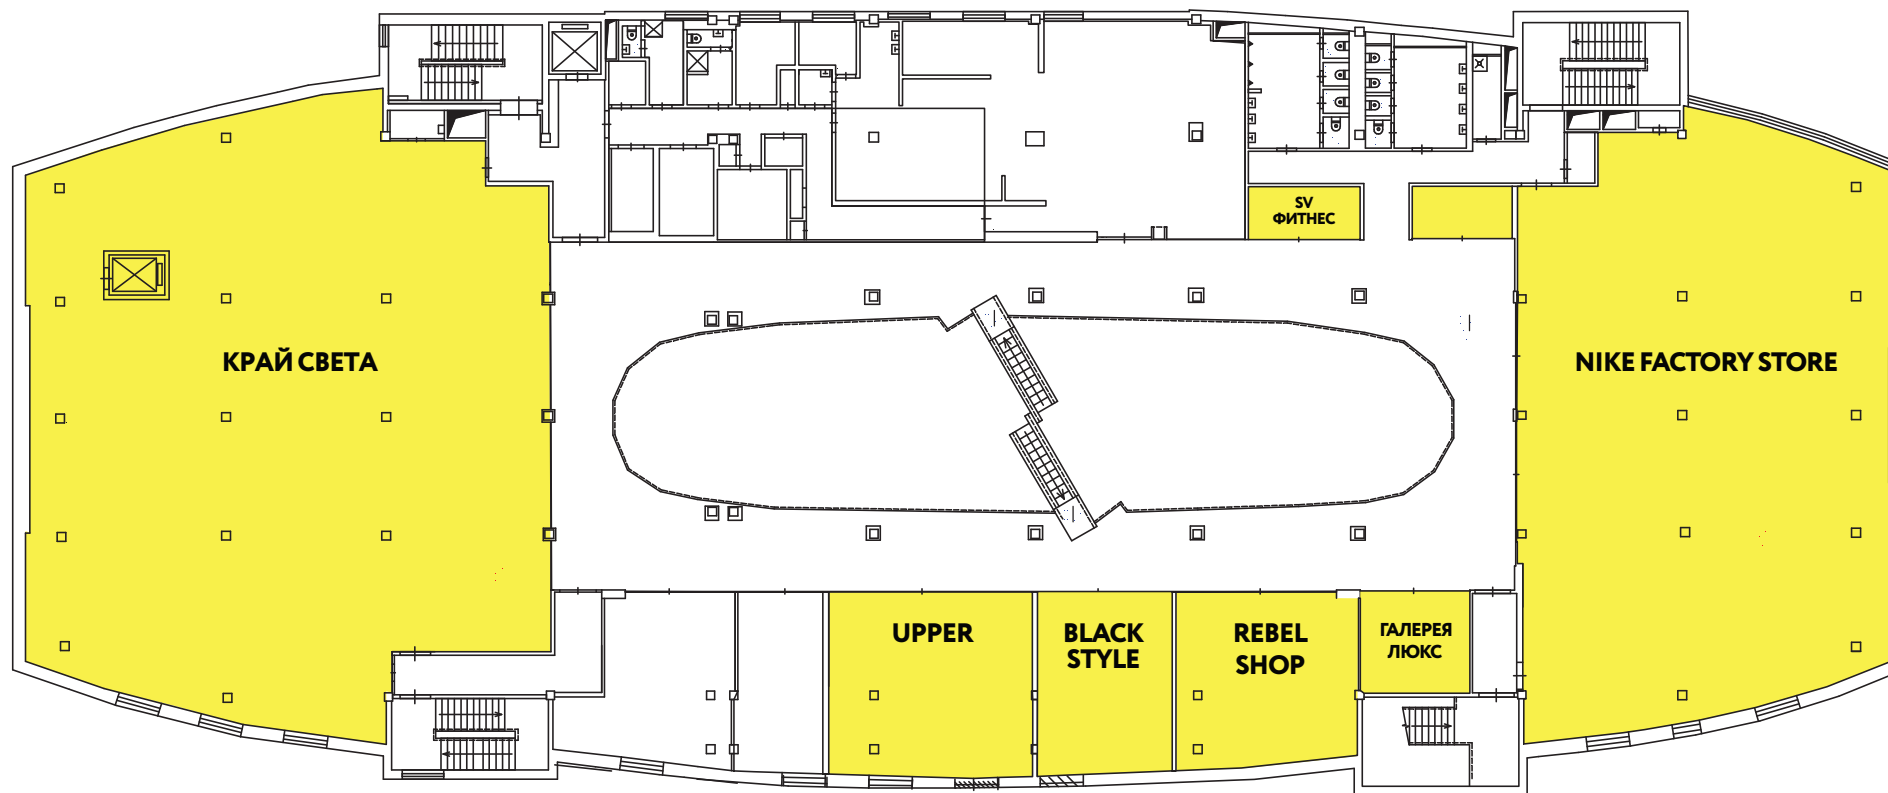 SV
ФИТНЕС
КРАЙ СВЕТА
NIKE FACTORY STORE
UPPER
BLACK
STYLE
REBEL
SHOP
ГАЛЕРЕЯ
ЛЮКС